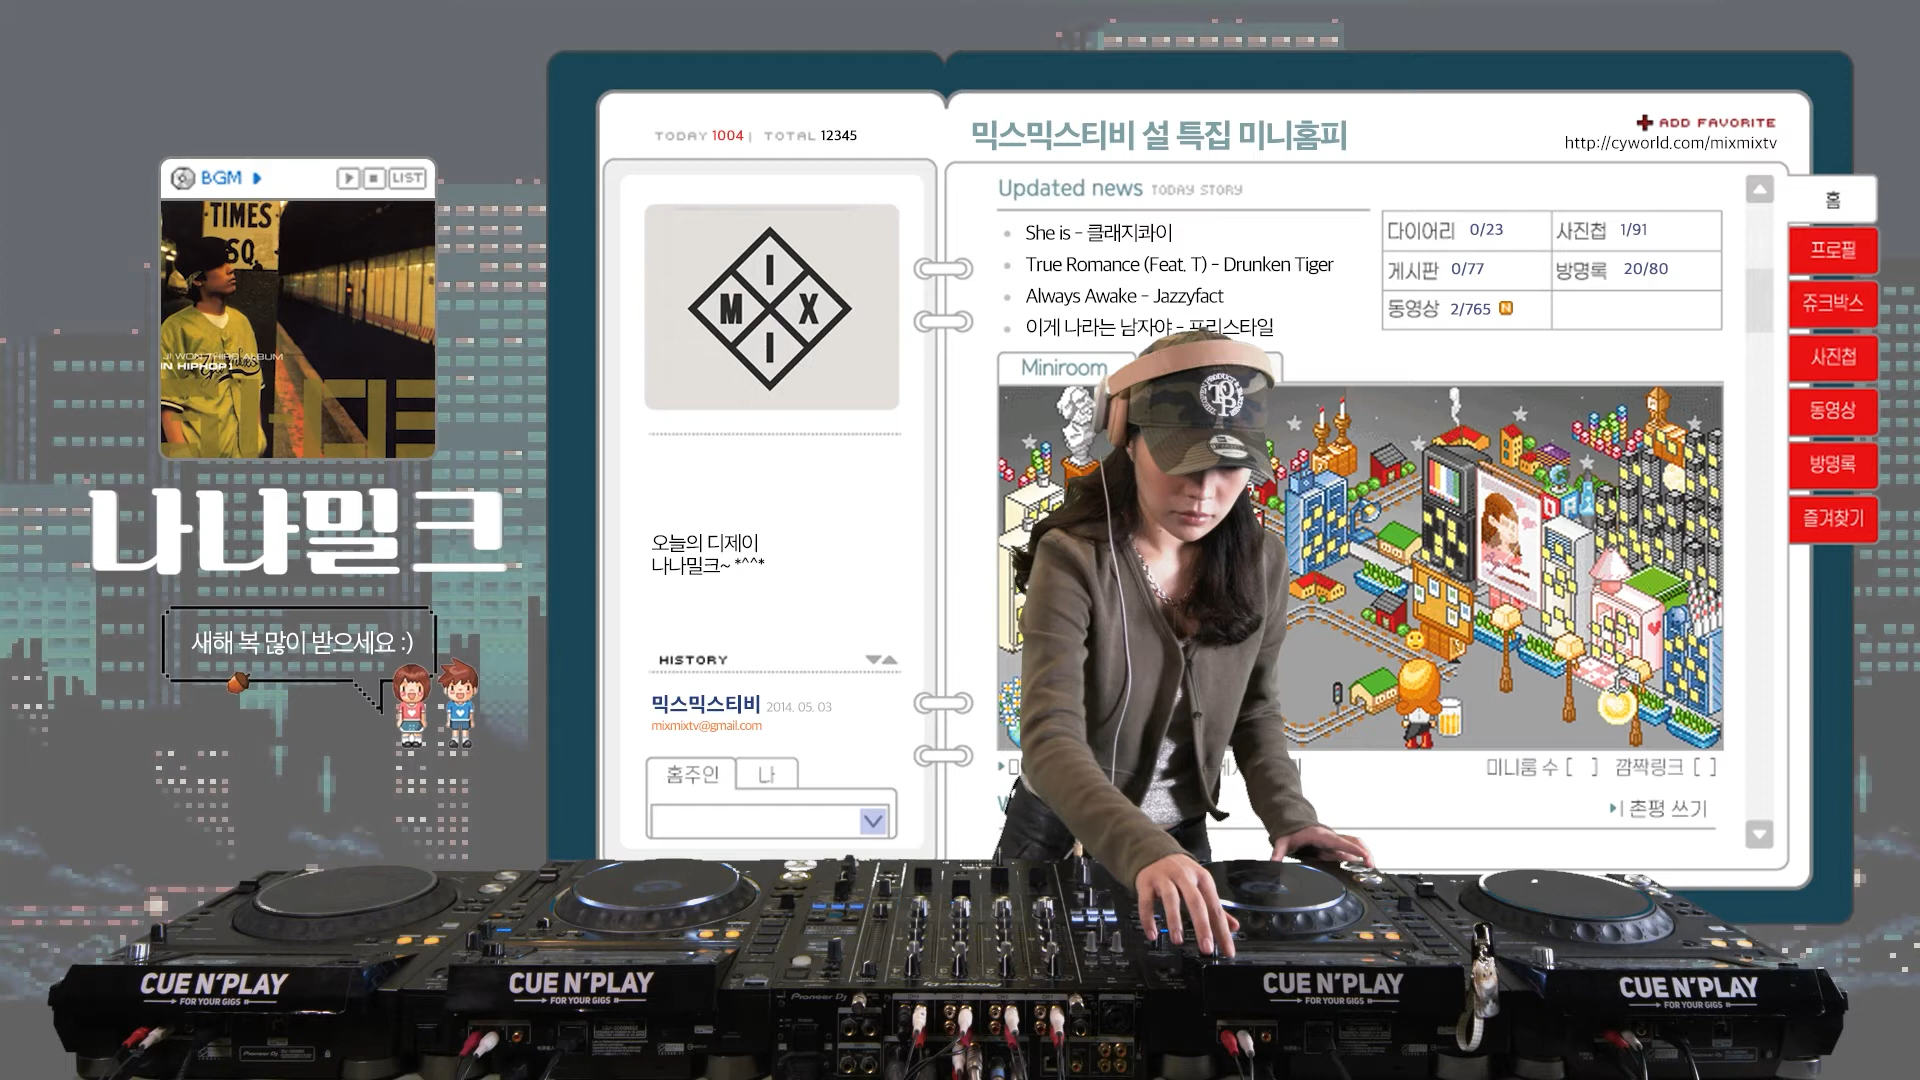 BGM
LIST
TIMES
SQ.
JI WON THIRD ALBUM
IN HIPHOP1
나나밀크
새해 복 많이 받으세요 :)
TODAY 1004 | TOTAL 12345
M I X I
오늘의 디제이
나나밀크~ *^^*
HISTORY
믹스믹스티비 2014. 05. 03
mixmixtv@gmail.com
홈주인 나
믹스믹스티비 설 특집 미니홈피
ADD FAVORITE
http://cyworld.com/mixmixtv
Updated news TODAY STORY
She is - 클래지콰이
True Romance (Feat. T) - Drunken Tiger
Always Awake - Jazzyfact
이게 나라는 남자야 - 프리스타일
다이어리 0/23 사진첩 1/91
게시판 0/77 방명록 20/80
동영상 2/765 N
Miniroom
미니룸 수 [ ] 깜짝링크 [ ]
촌평 쓰기
홈
프로필
쥬크박스
사진첩
동영상
방명록
즐겨찾기
CUE N'PLAY
FOR YOUR GIGS
CUE N'PLAY
FOR YOUR GIGS
CUE N'PLAY
FOR YOUR GIGS
CUE N'PLAY
FOR YOUR GIGS
Pioneer Dj